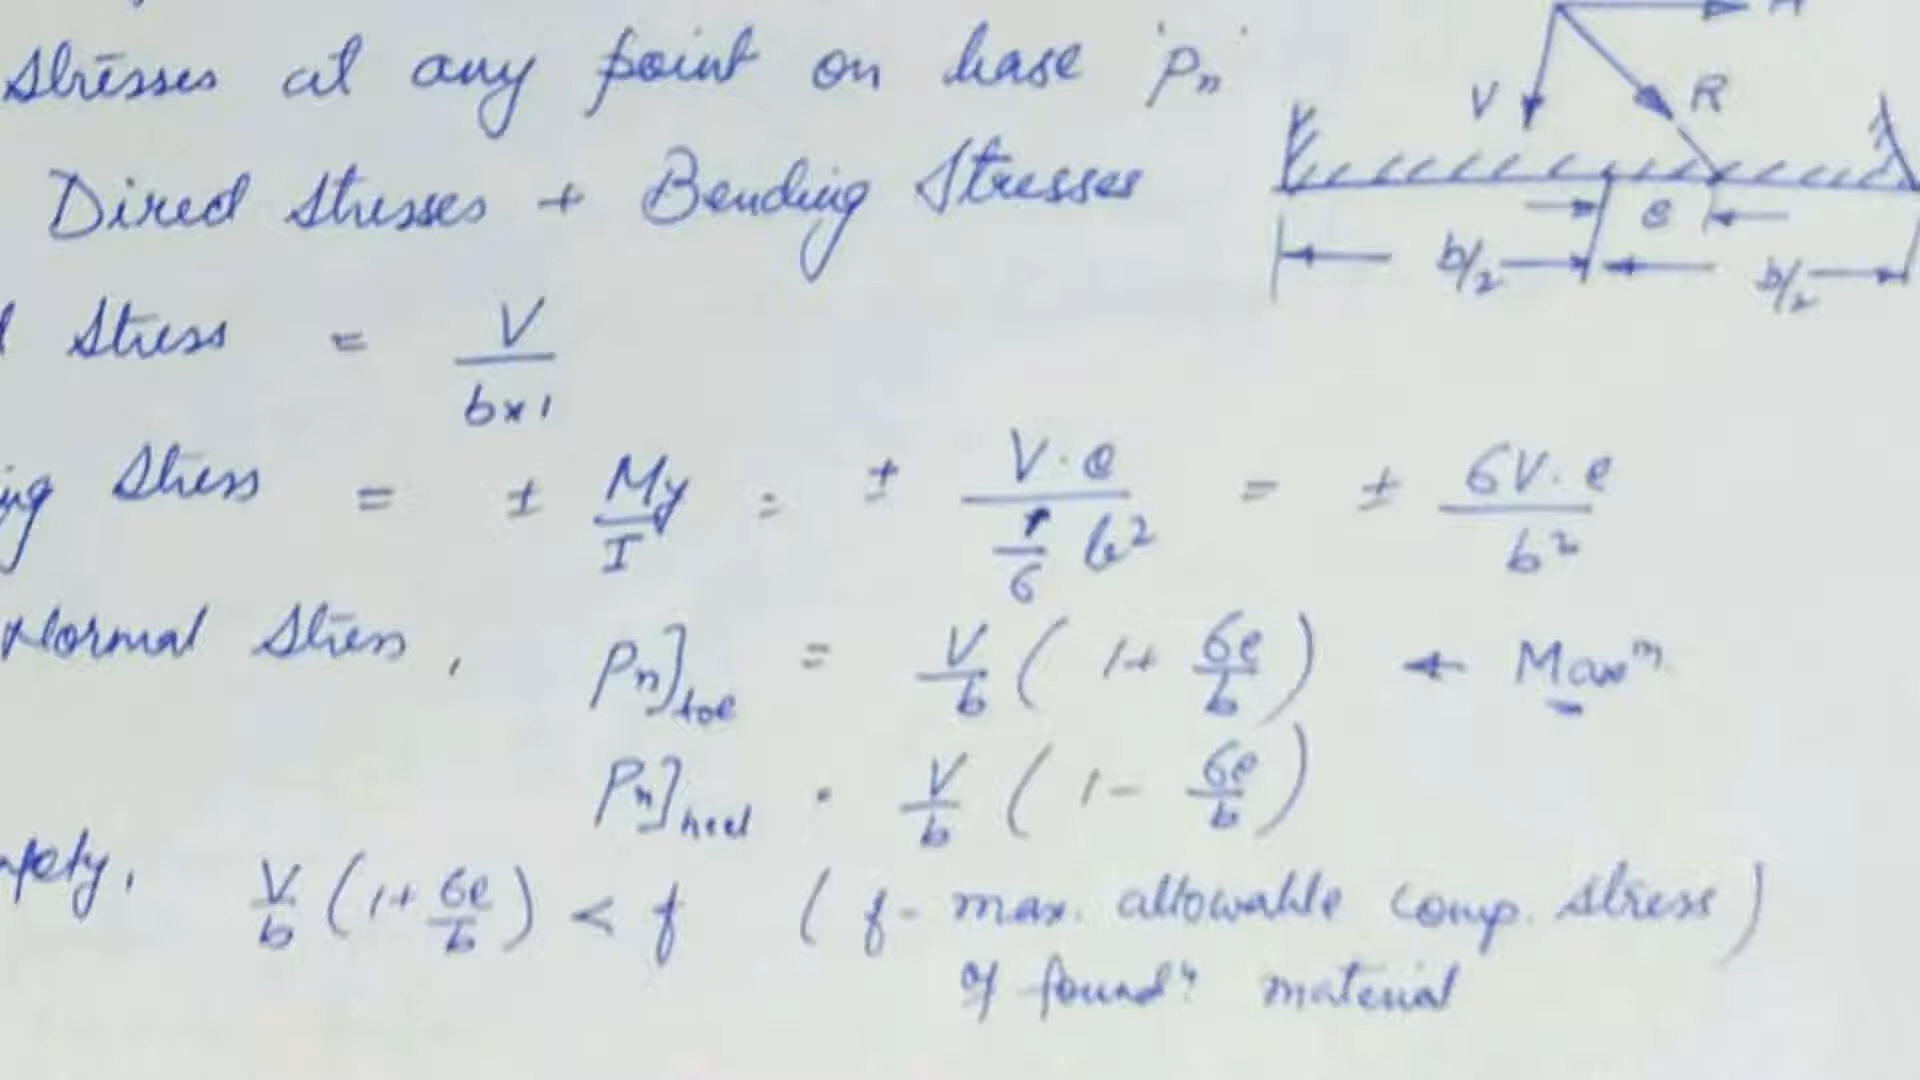 Stresses at any point on base 'Pn'
H
V
R
Direct Stresses + Bending Stresses
e
b/2 b/2
Stress = V/(b×1)
ing Stress = ± My/I = ± V.e/(1/6 b²) = ± 6V.e/b²
Normal Stress, Pn]toe = V/b (1 + 6e/b) ← Maxᵐ
Pn]heel = V/b (1 - 6e/b)
V/b (1 + 6e/b) < f (f - max. allowable comp. stress)
of foundⁿ material